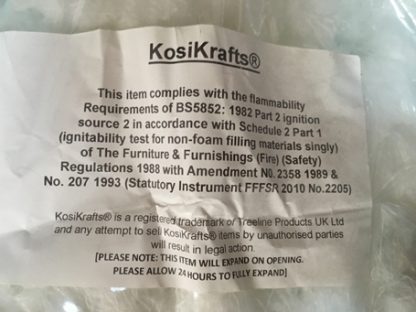 KosiKrafts®
This item complies with the flammability
Requirements of BS5852: 1982 Part 2 ignition
source 2 in accordance with Schedule 2 Part 1
(ignitability test for non-foam filling materials singly)
of The Furniture & Furnishings (Fire) (Safety)
Regulations 1988 with Amendment N0. 2358 1989 &
No. 207 1993 (Statutory Instrument FFFSR 2010 No.2205)
KosiKrafts® is a registered trademark or Treeline Products UK Ltd
and any attempt to sell KosiKrafts® items by unauthorised parties
will result in legal action.
[PLEASE NOTE: THIS ITEM WILL EXPAND ON OPENING.
PLEASE ALLOW 24 HOURS TO FULLY EXPAND]